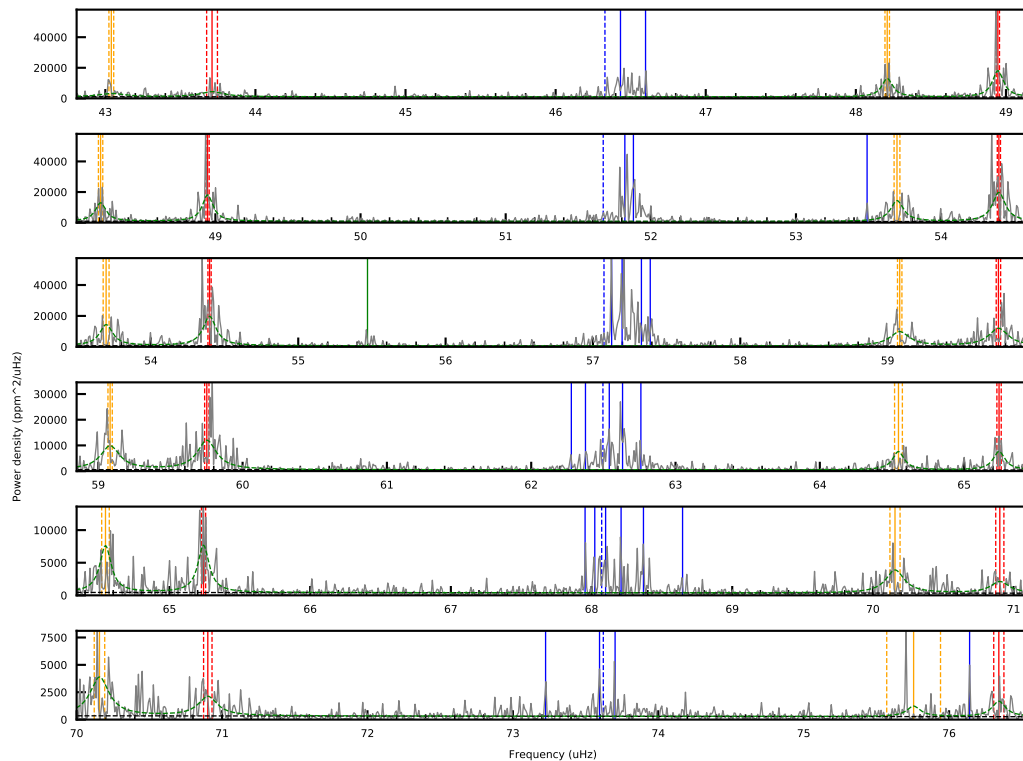 40000
20000
0
43 44 45 46 47 48 49
40000
20000
0
49 50 51 52 53 54
40000
20000
0
54 55 56 57 58 59
30000
20000
10000
0
59 60 61 62 63 64 65
10000
5000
0
65 66 67 68 69 70 71
7500
5000
2500
0
70 71 72 73 74 75 76
Power density (ppm^2/uHz)
Frequency (uHz)